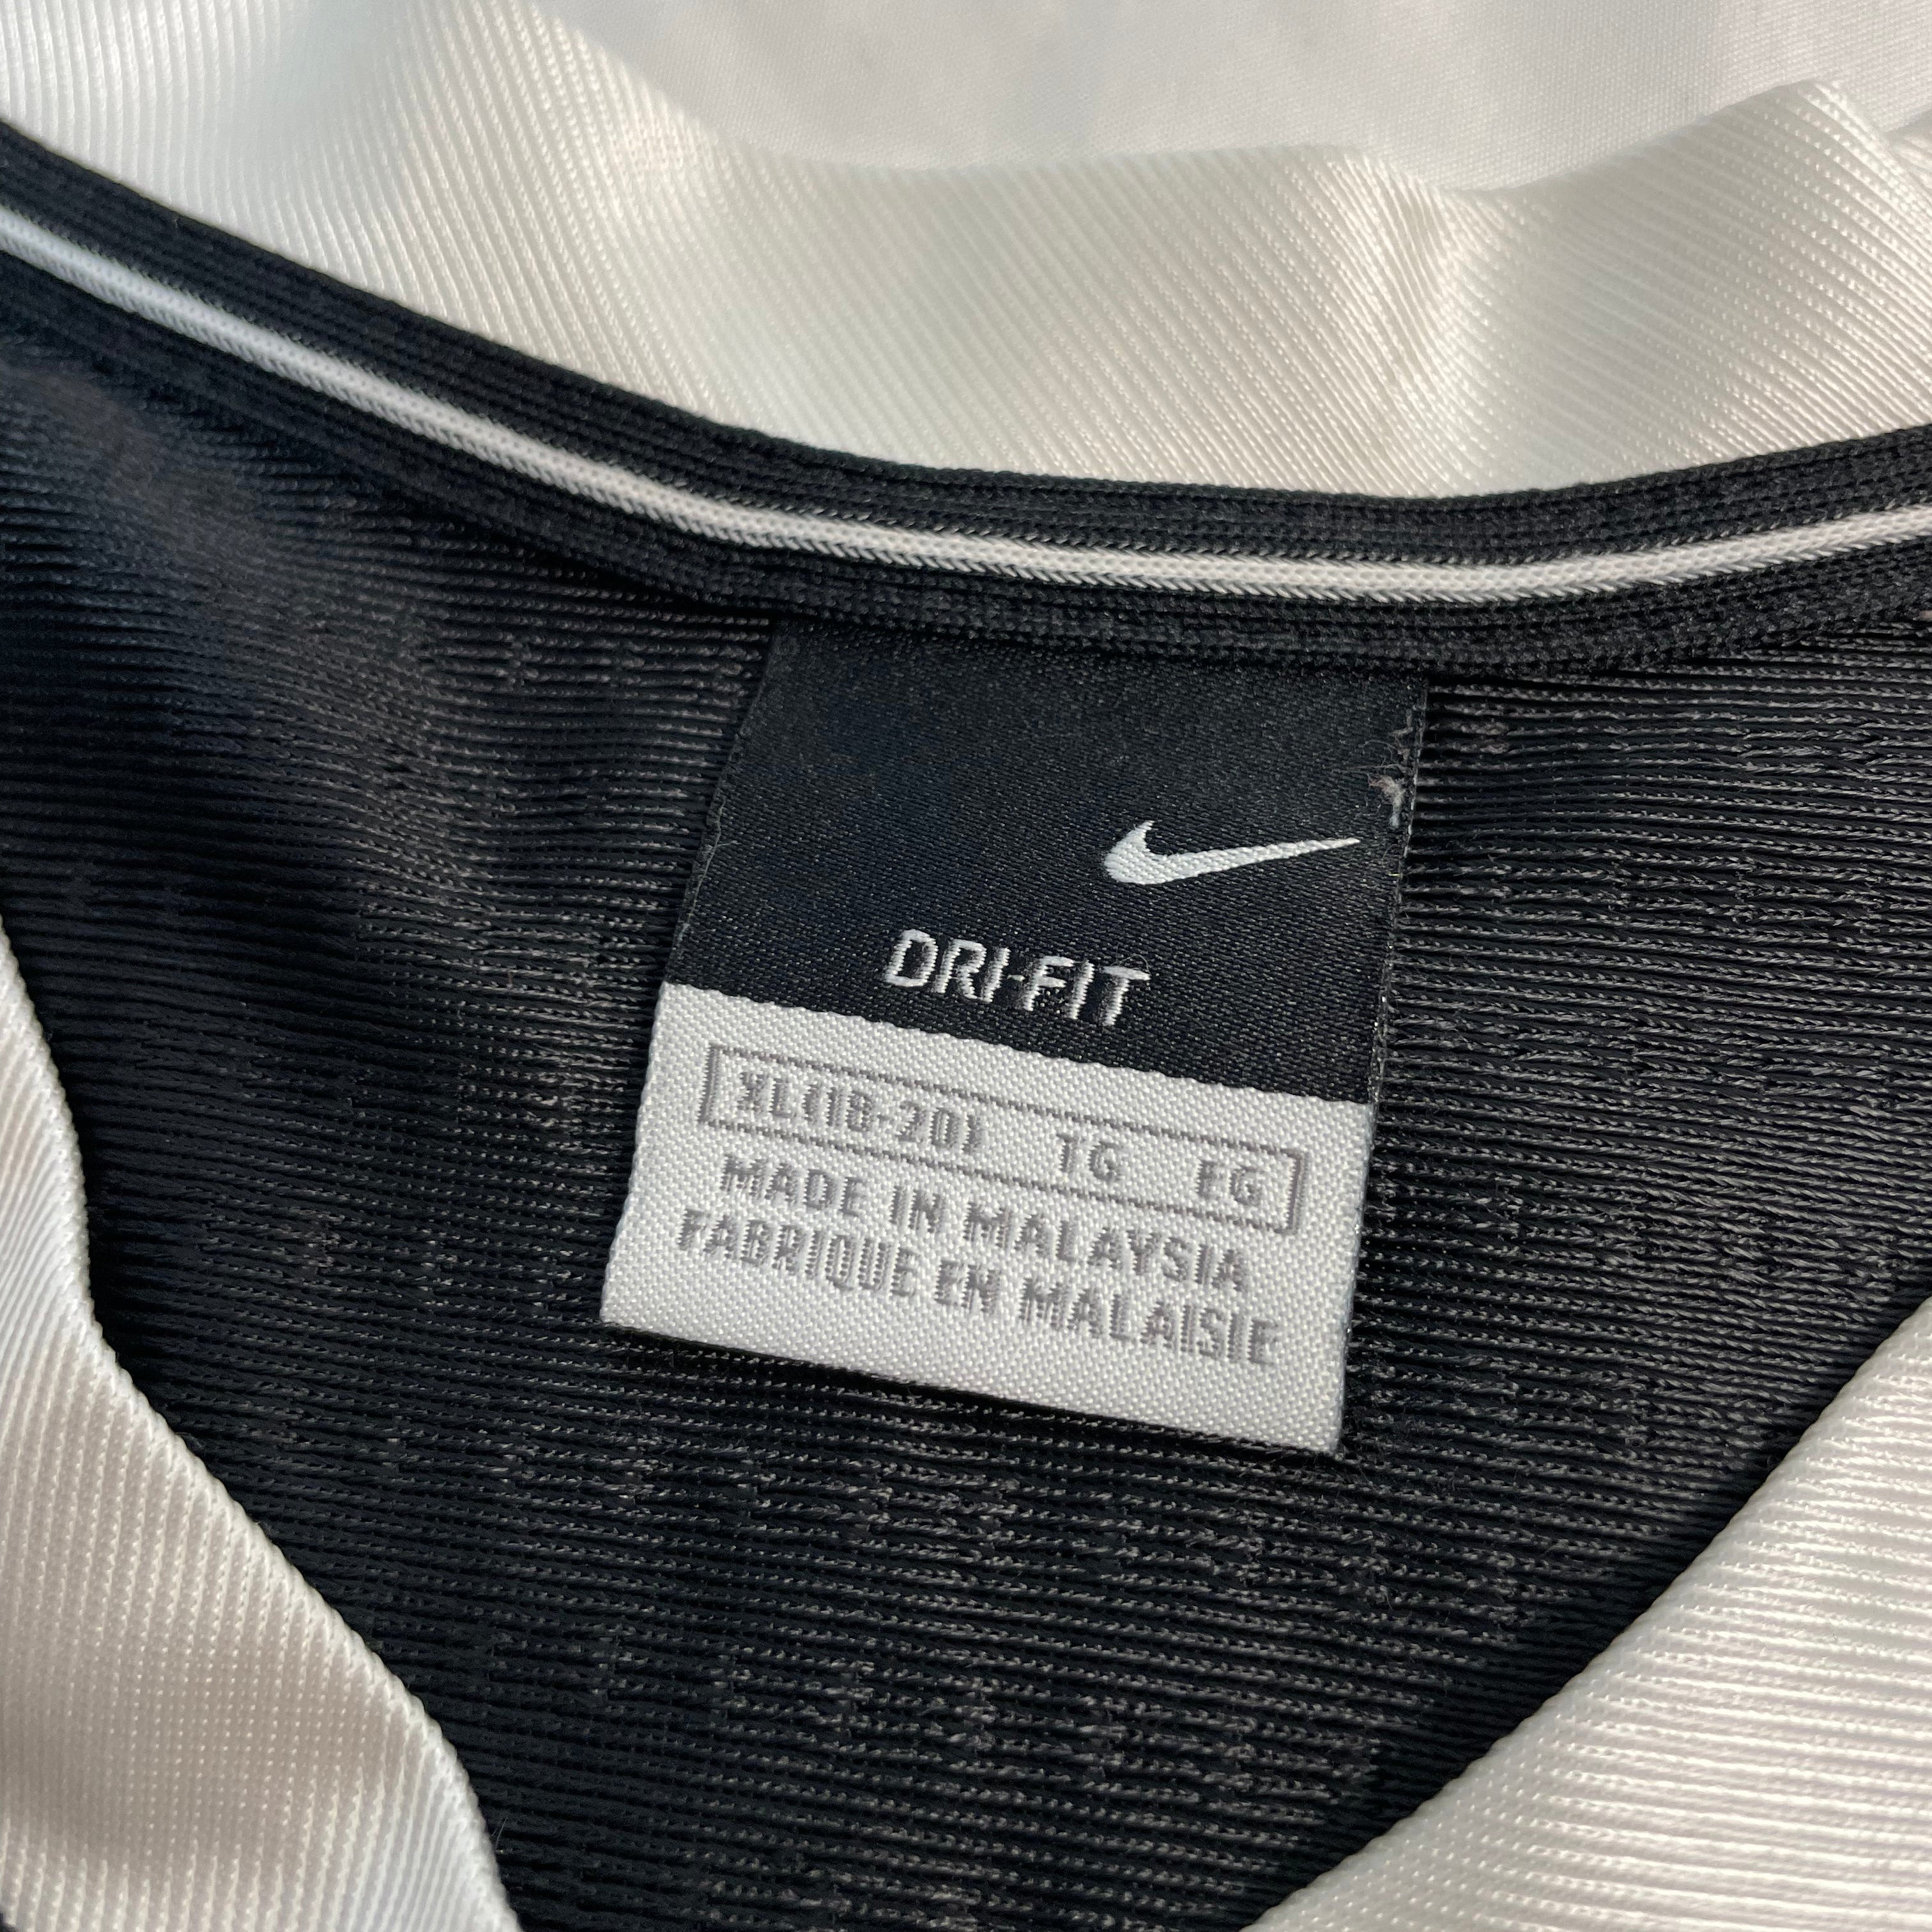 DRI-FIT
XL(18-20) TG EG
MADE IN MALAYSIA
FABRIQUE EN MALAISIE